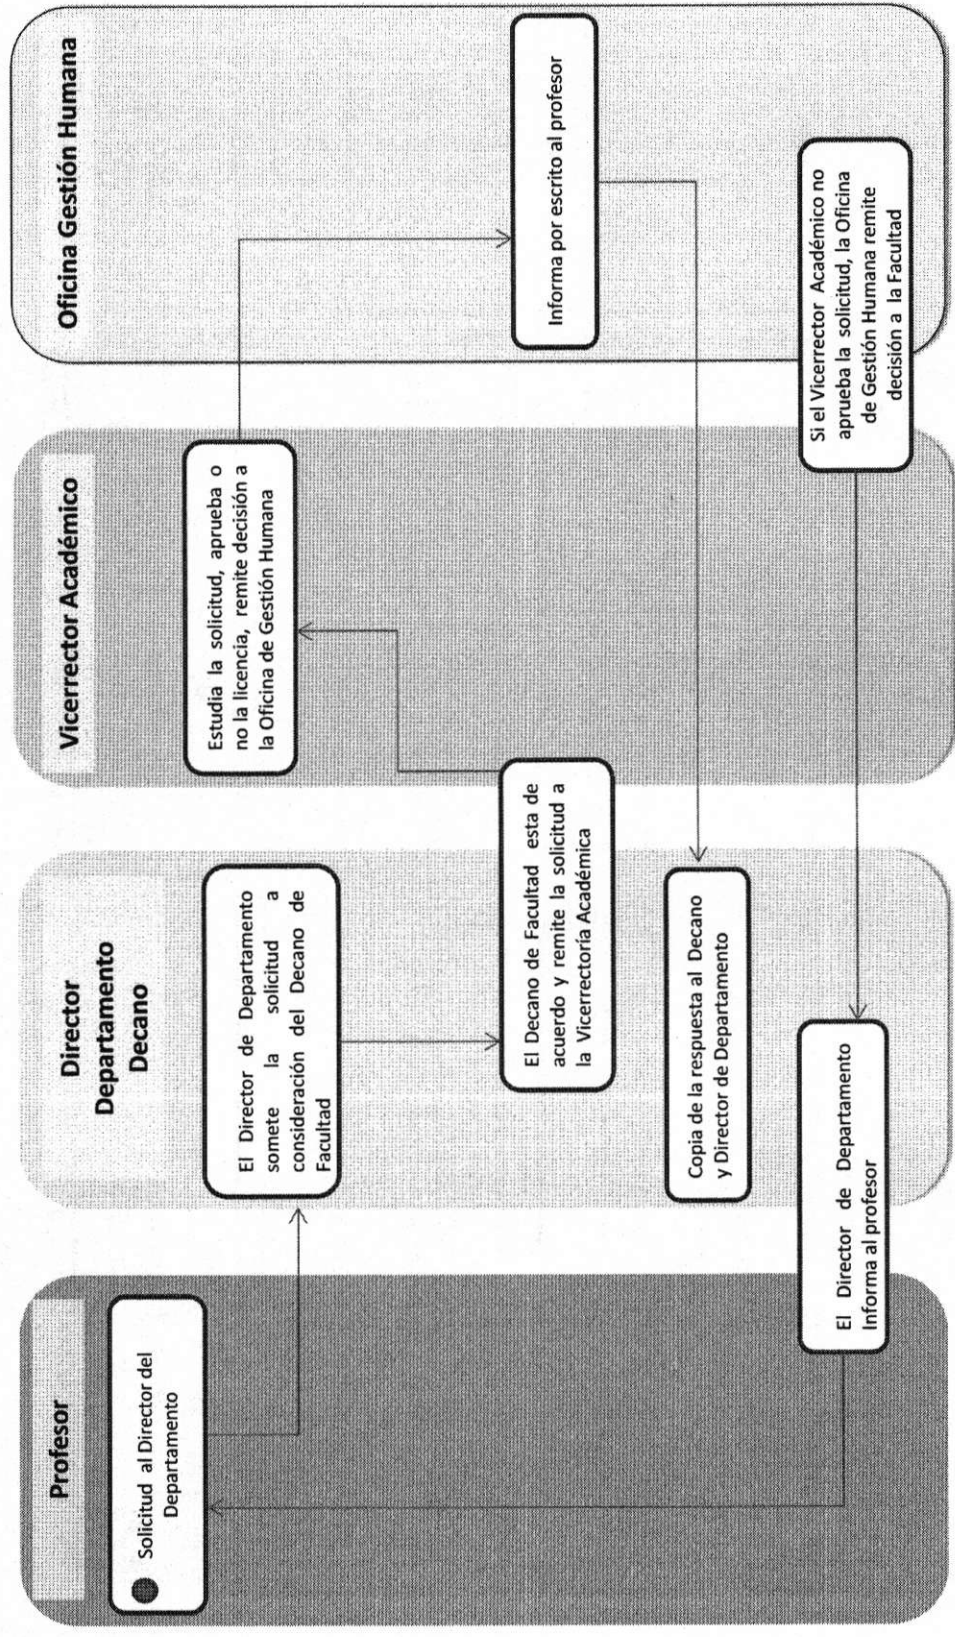 Profesor
Solicitud al Director del
Departamento
Director
Departamento
Decano
El Director de Departamento
somete la solicitud a
consideración del Decano de
Facultad
El Decano de Facultad esta de
acuerdo y remite la solicitud a
la Vicerrectoría Académica
Copia de la respuesta al Decano
y Director de Departamento
El Director de Departamento
Informa al profesor
Vicerrector Académico
Estudia la solicitud, aprueba o
no la licencia, remite decisión a
la Oficina de Gestión Humana
Oficina Gestión Humana
Informa por escrito al profesor
Si el Vicerrector Académico no
aprueba la solicitud, la Oficina
de Gestión Humana remite
decisión a la Facultad